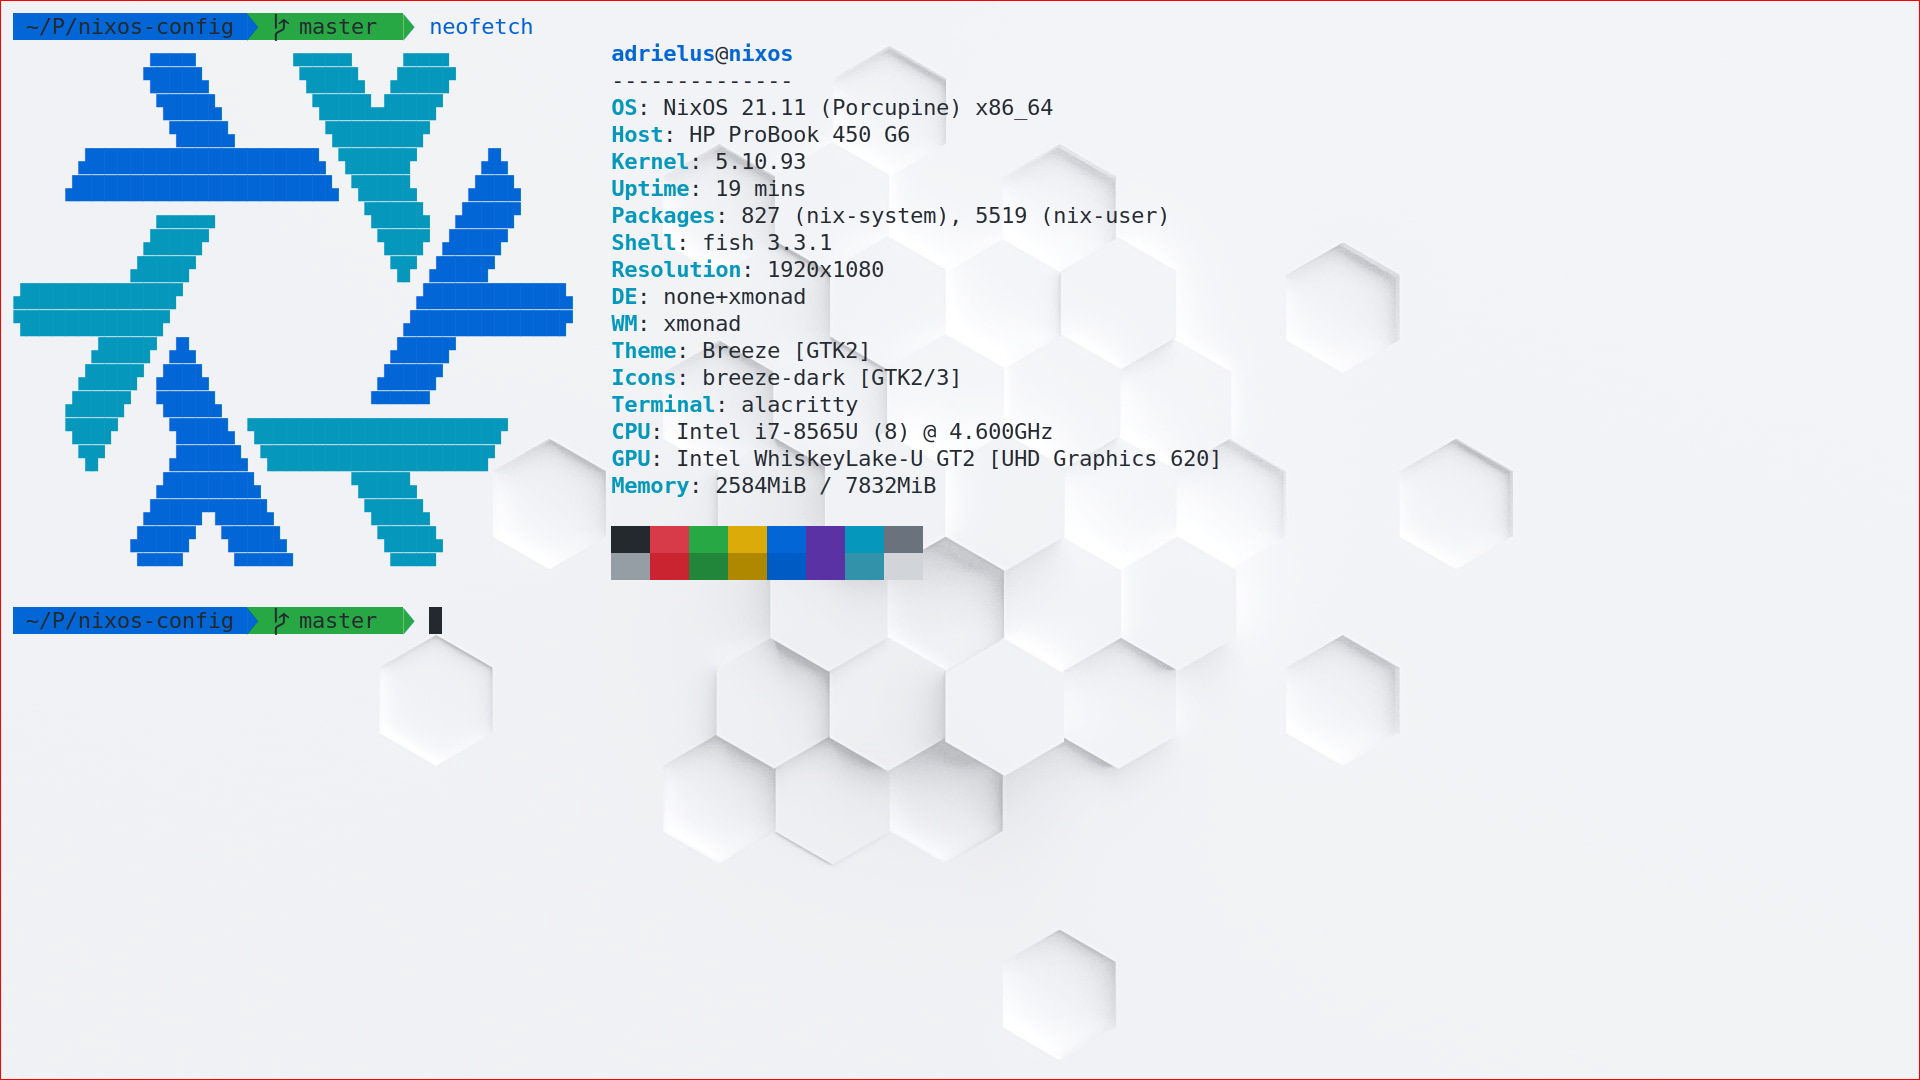 ~/P/nixos-config master neofetch
adrielus@nixos
--------------
OS: NixOS 21.11 (Porcupine) x86_64
Host: HP ProBook 450 G6
Kernel: 5.10.93
Uptime: 19 mins
Packages: 827 (nix-system), 5519 (nix-user)
Shell: fish 3.3.1
Resolution: 1920x1080
DE: none+xmonad
WM: xmonad
Theme: Breeze [GTK2]
Icons: breeze-dark [GTK2/3]
Terminal: alacritty
CPU: Intel i7-8565U (8) @ 4.600GHz
GPU: Intel WhiskeyLake-U GT2 [UHD Graphics 620]
Memory: 2584MiB / 7832MiB
~/P/nixos-config master